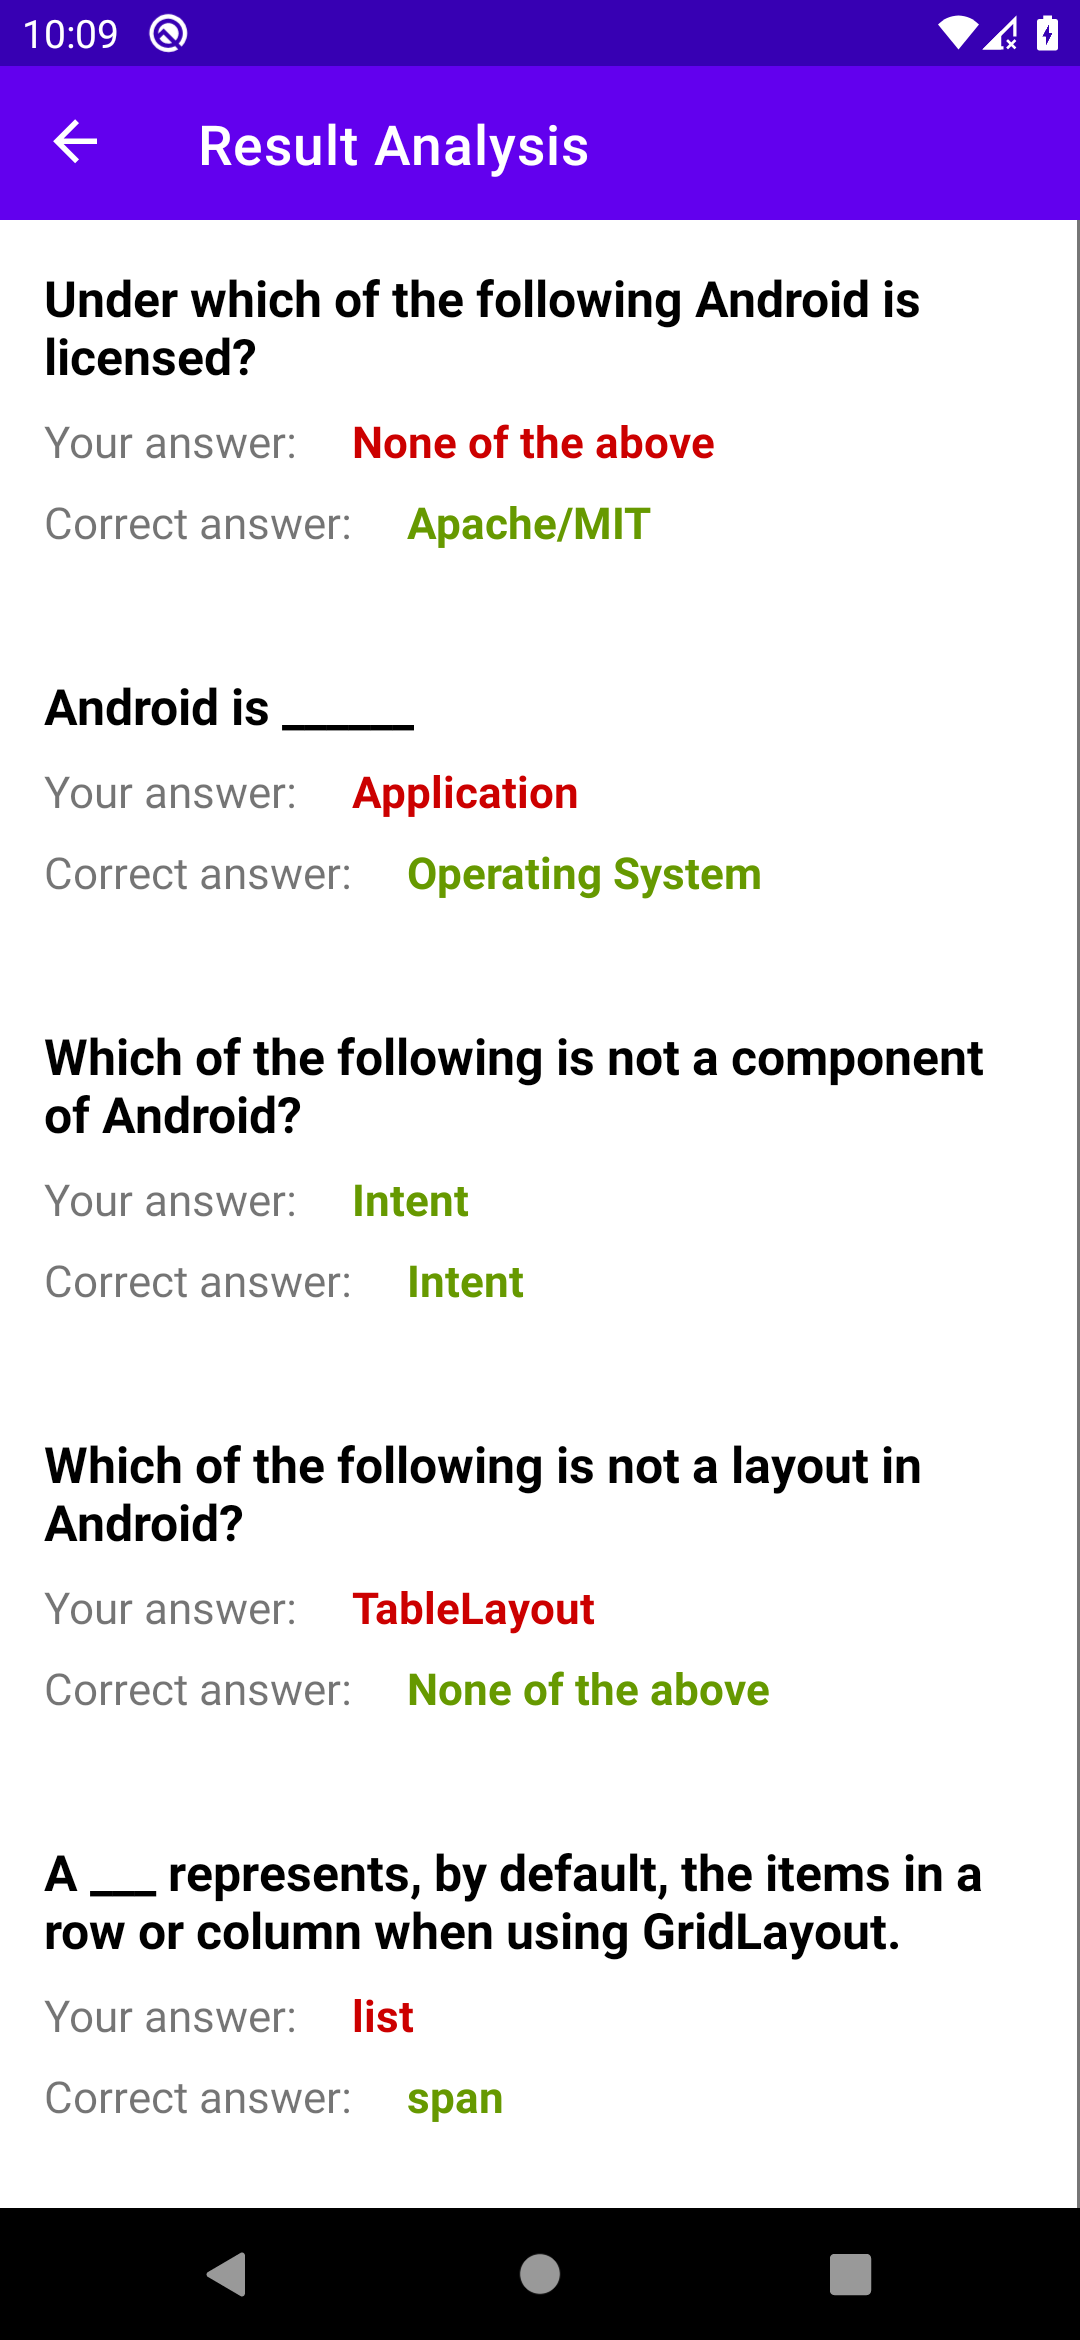 10:09
Result Analysis
Under which of the following Android is
licensed?
Your answer: None of the above
Correct answer: Apache/MIT
Android is ______
Your answer: Application
Correct answer: Operating System
Which of the following is not a component
of Android?
Your answer: Intent
Correct answer: Intent
Which of the following is not a layout in
Android?
Your answer: TableLayout
Correct answer: None of the above
A ___ represents, by default, the items in a
row or column when using GridLayout.
Your answer: list
Correct answer: span